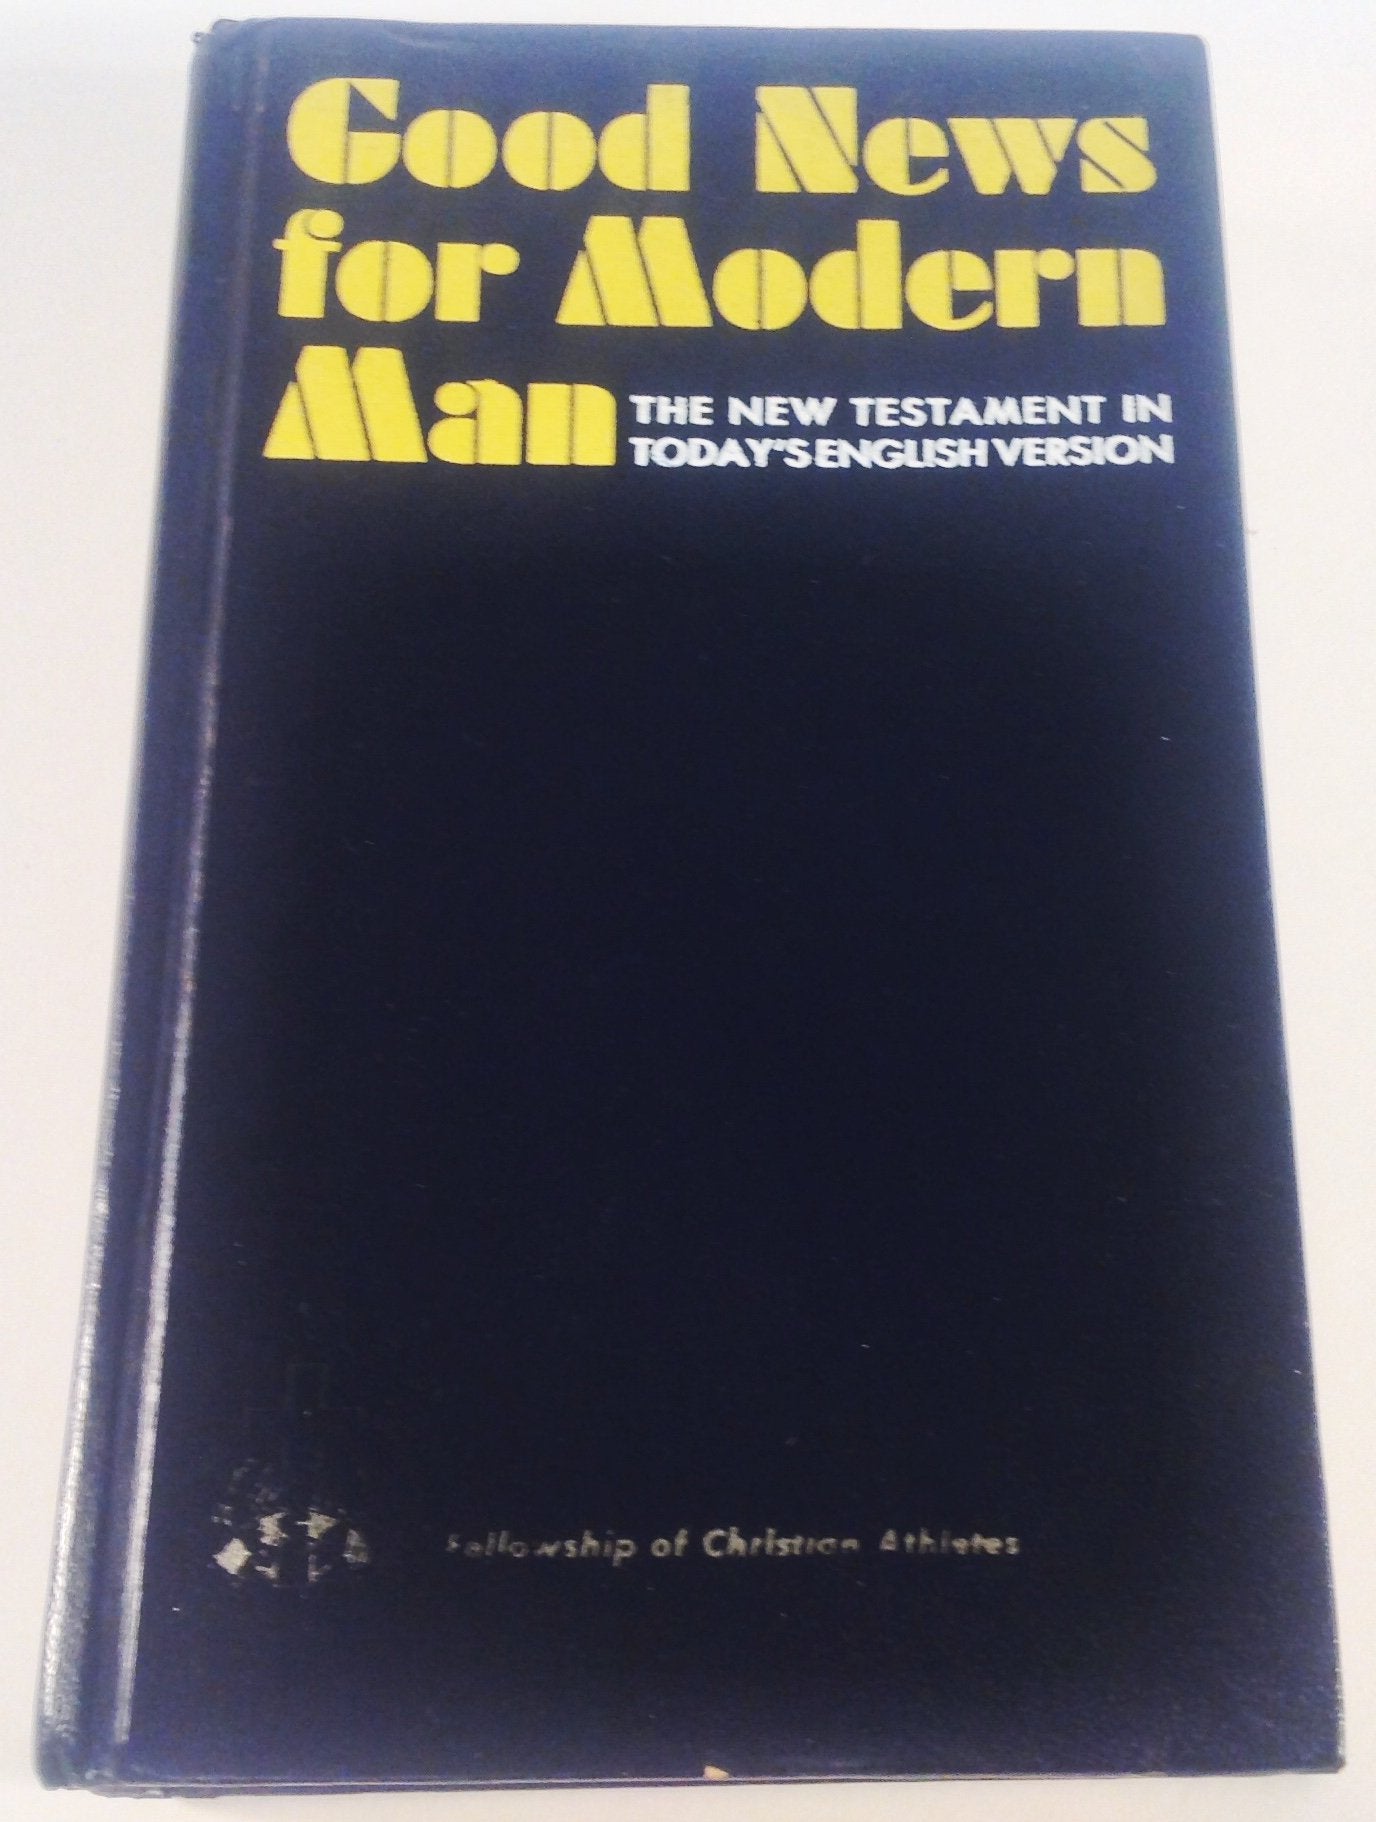 Good News
for Modern
Man
THE NEW TESTAMENT IN
TODAY'S ENGLISH VERSION
Fellowship of Christian Athletes